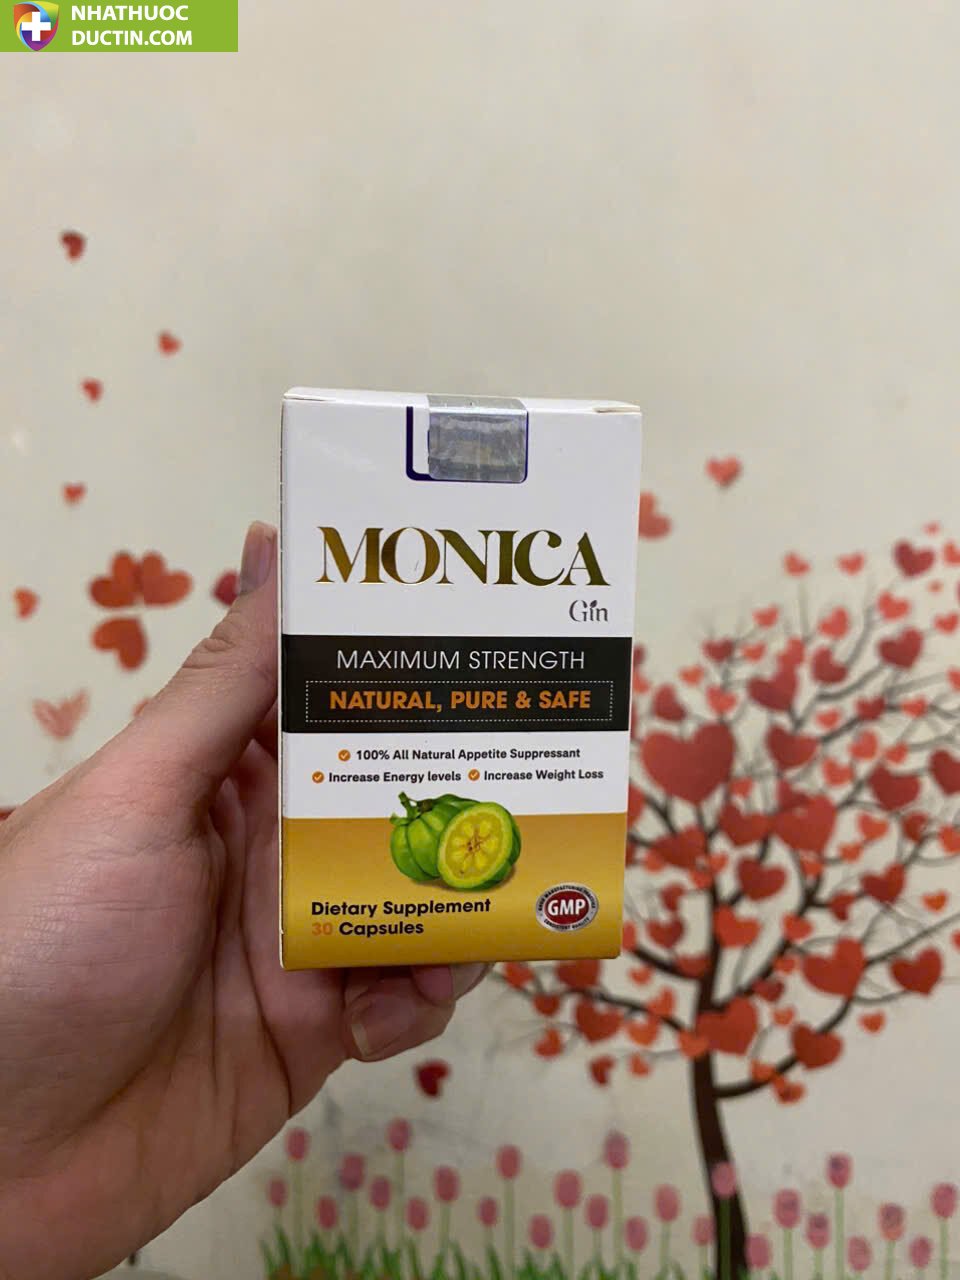 NHATHUOC
DUCTIN.COM
MONICA
Gin
MAXIMUM STRENGTH
NATURAL, PURE & SAFE
100% All Natural Appetite Suppressant
Increase Energy levels Increase Weight Loss
Dietary Supplement
30 Capsules
GMP